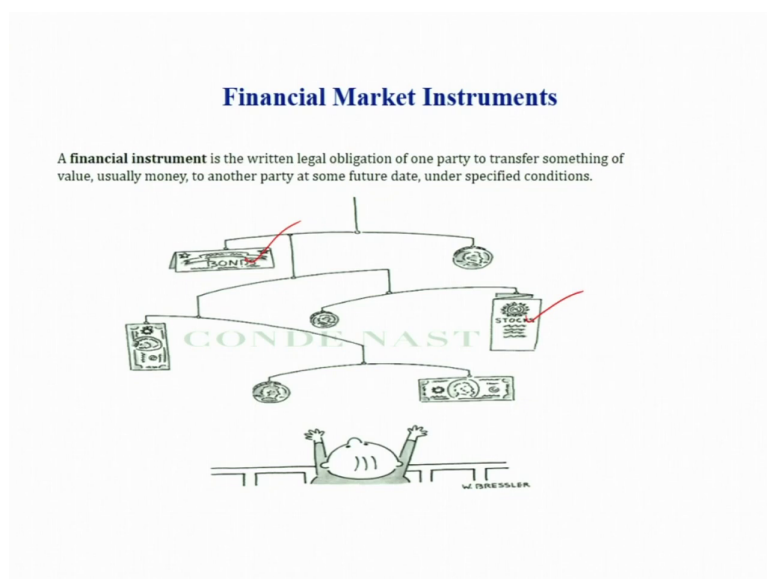 Financial Market Instruments
A financial instrument is the written legal obligation of one party to transfer something of
value, usually money, to another party at some future date, under specified conditions.
BOND
STOCK
CONDE NAST
W. BRESSLER